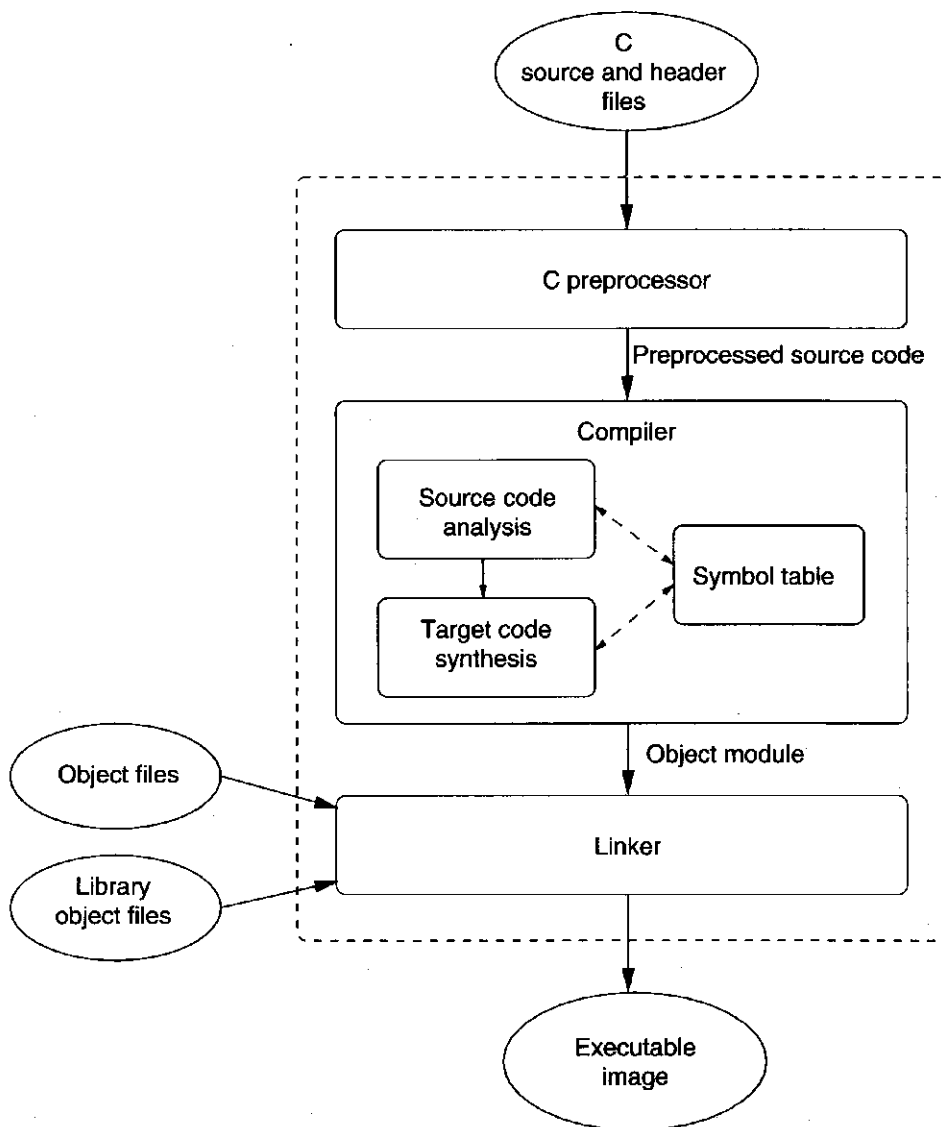 C
source and header
files
C preprocessor
Preprocessed source code
Compiler
Source code
analysis
Symbol table
Target code
synthesis
Object module
Object files
Linker
Library
object files
Executable
image